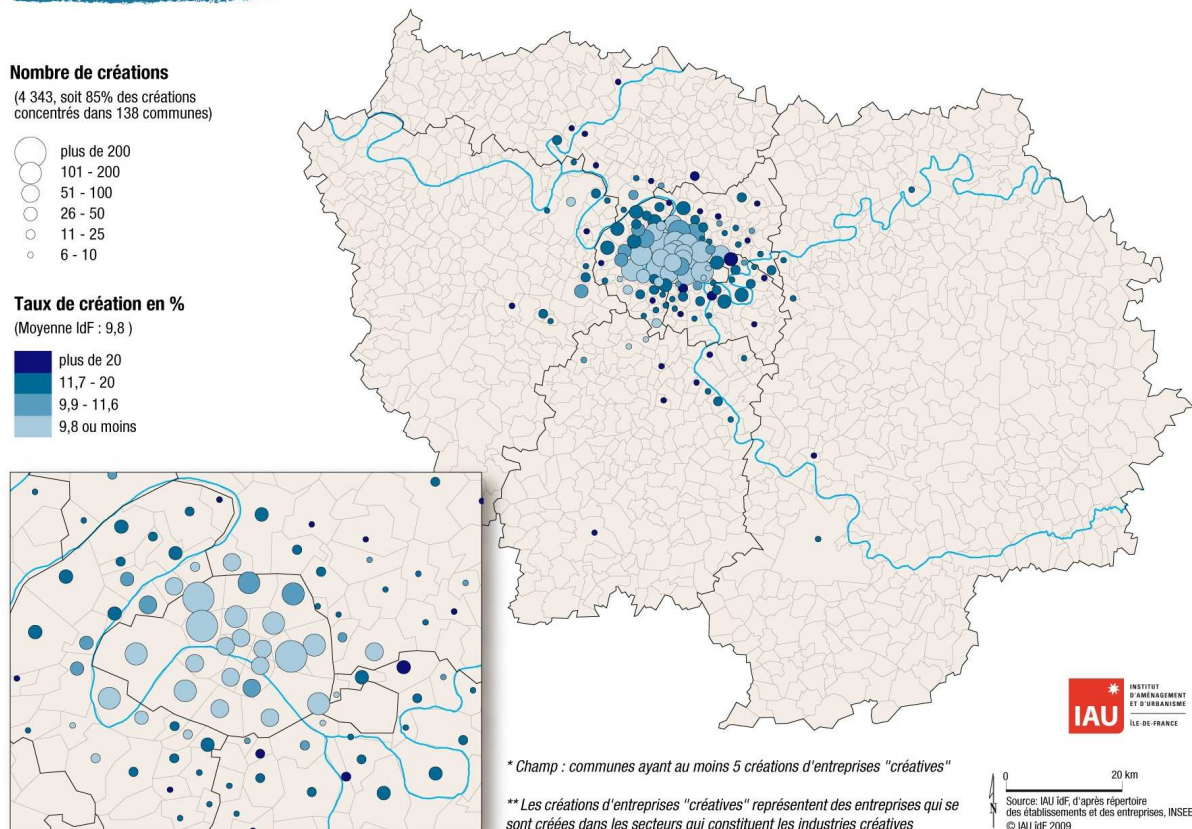 Nombre de créations
(4 343, soit 85% des créations
concentrés dans 138 communes)
plus de 200
101 - 200
51 - 100
26 - 50
11 - 25
6 - 10
Taux de création en %
(Moyenne IdF : 9,8 )
plus de 20
11,7 - 20
9,9 - 11,6
9,8 ou moins
IAU
INSTITUT
D'AMÉNAGEMENT
ET D'URBANISME
ÎLE-DE-FRANCE
* Champ : communes ayant au moins 5 créations d'entreprises "créatives"
** Les créations d'entreprises "créatives" représentent des entreprises qui se
sont créées dans les secteurs qui constituent les industries créatives
N
0 20 km
Source: IAU îdF, d'après répertoire
des établissements et des entreprises, INSEE
© IAU îdF 2009